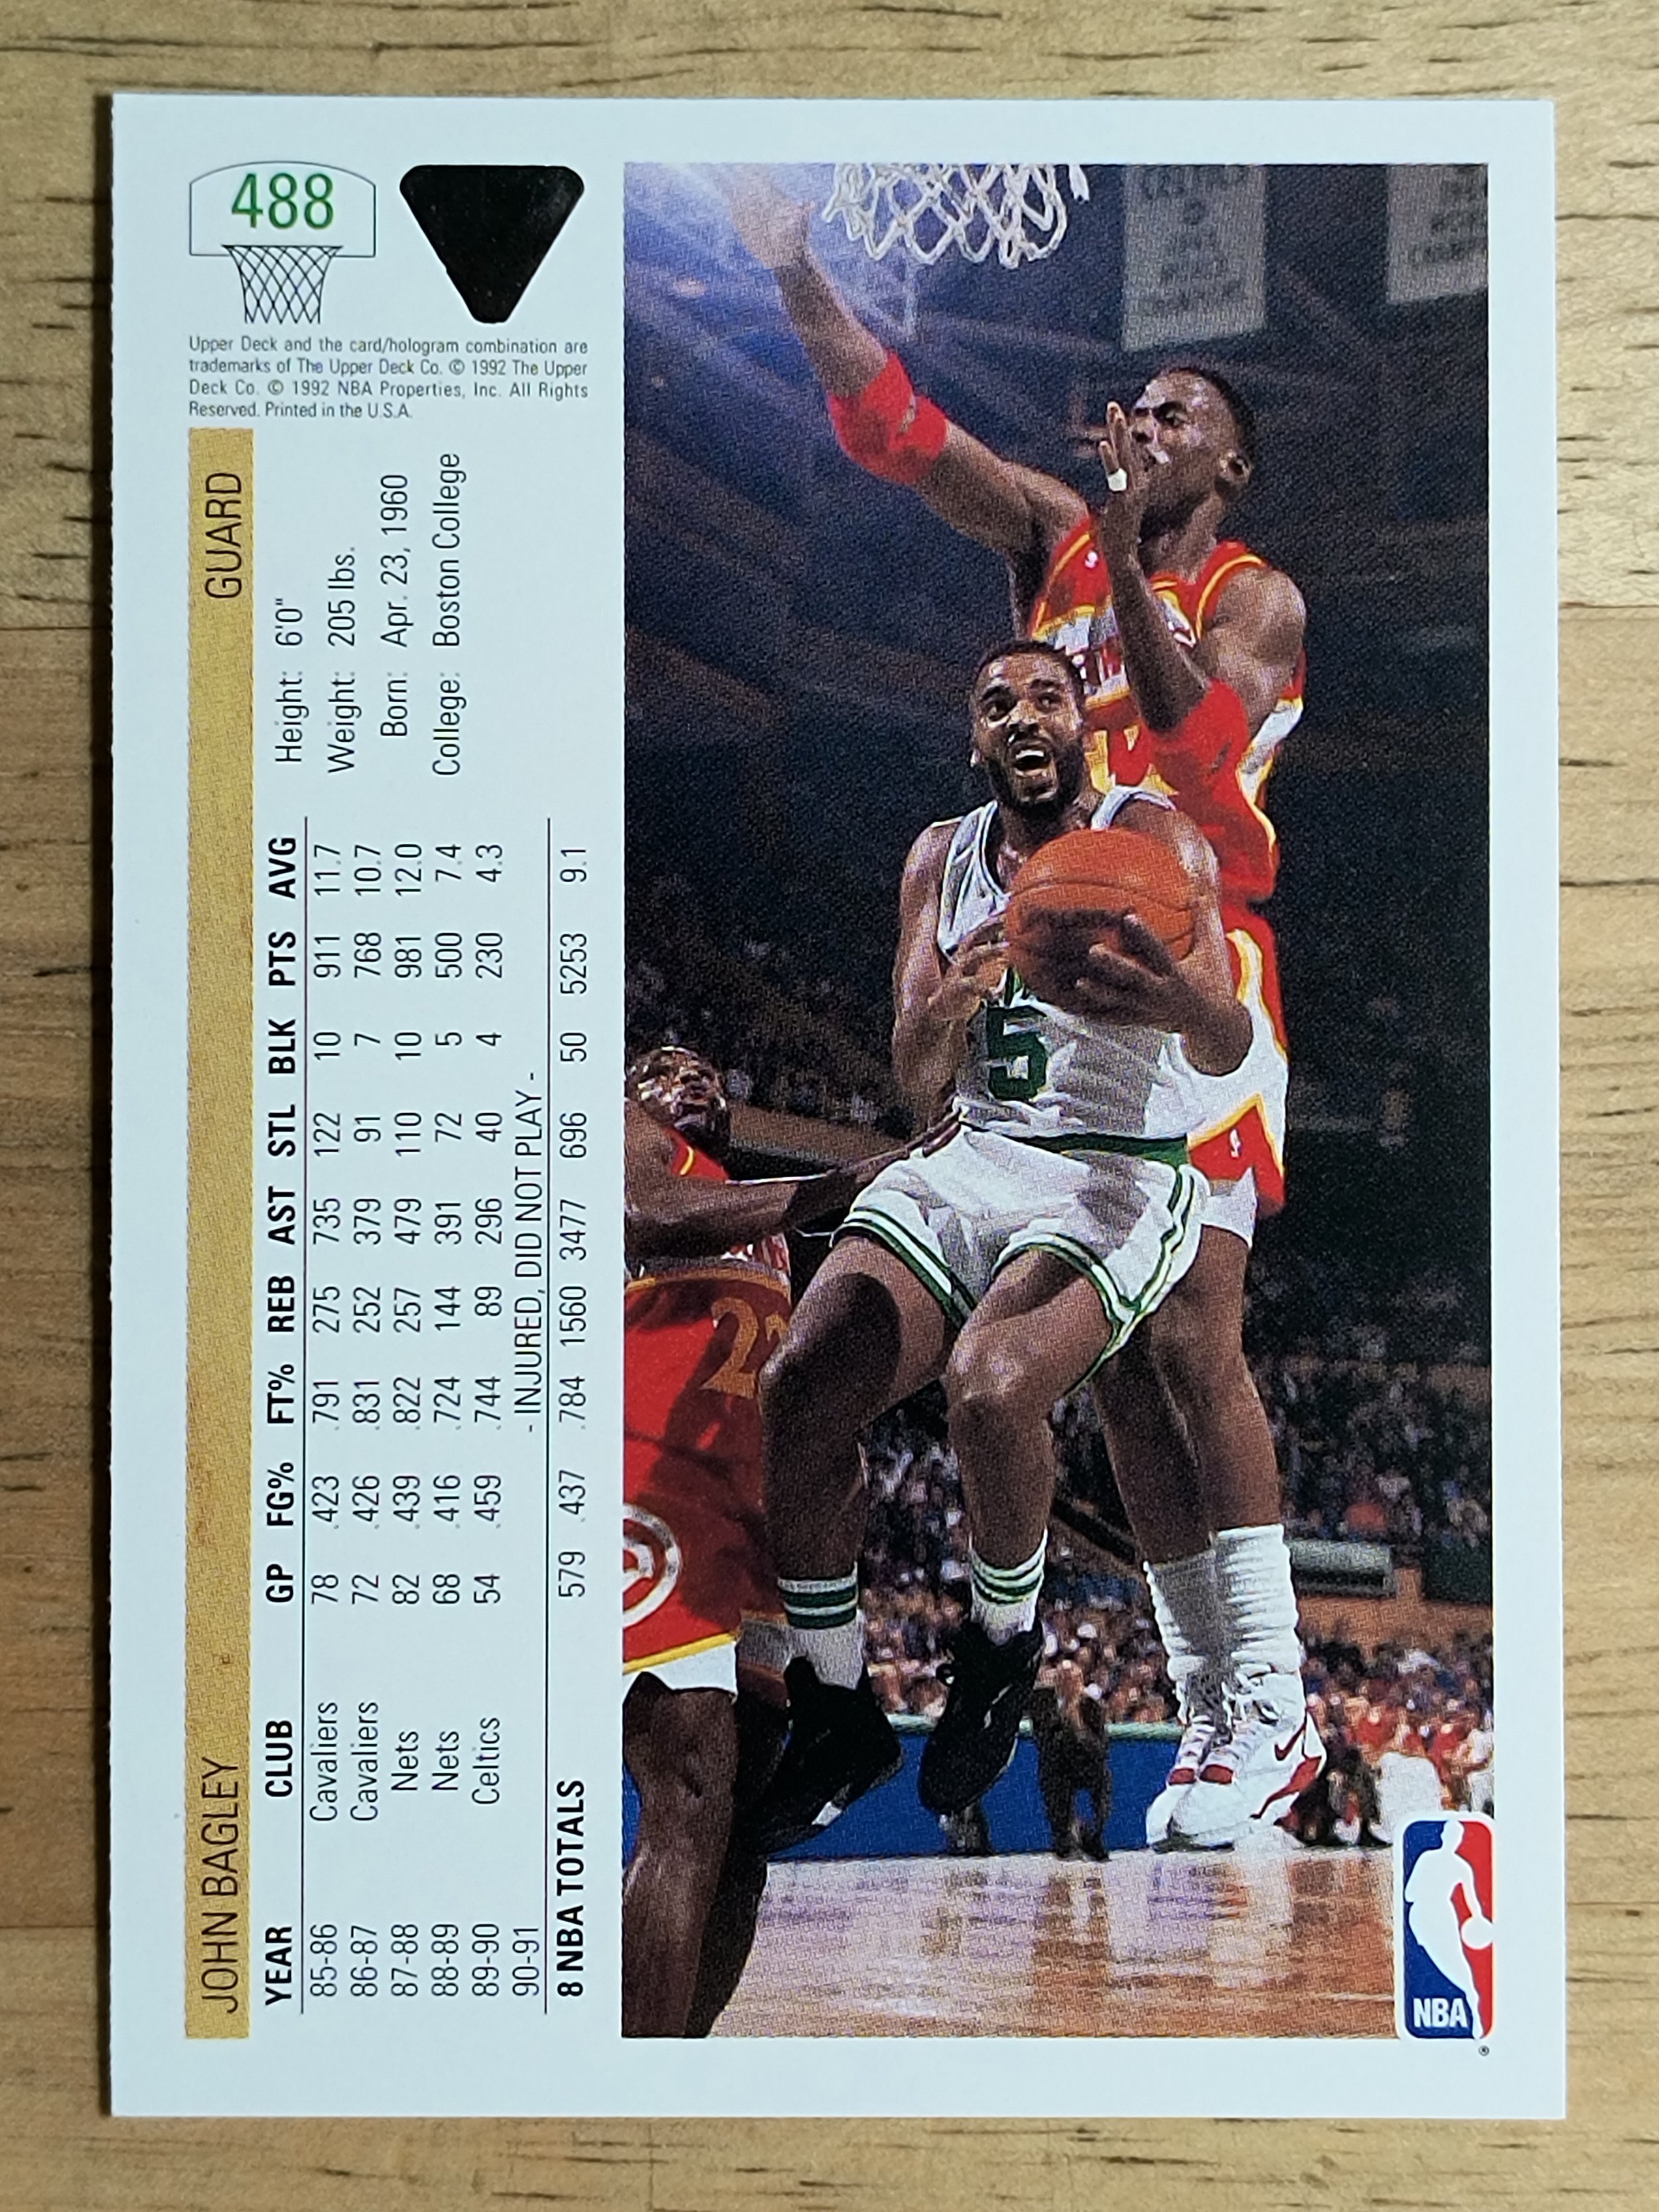 488
Upper Deck and the card/hologram combination are
trademarks of The Upper Deck Co. © 1992 The Upper
Deck Co. © 1992 NBA Properties, Inc. All Rights
Reserved. Printed in the U.S.A.
JOHN BAGLEY GUARD
Height: 6'0"
Weight: 205 lbs.
Born: Apr. 23, 1960
College: Boston College
YEAR CLUB GP FG% FT% REB AST STL BLK PTS AVG
85-86 Cavaliers 78 .423 .791 275 735 122 10 911 11.7
86-87 Cavaliers 72 .426 .831 252 379 91 7 768 10.7
87-88 Nets 82 .439 .822 257 479 110 10 981 12.0
88-89 Nets 68 .416 .724 144 391 72 5 500 7.4
89-90 Celtics 54 .459 .744 89 296 40 4 230 4.3
90-91 - INJURED, DID NOT PLAY -
8 NBA TOTALS 579 .437 .784 1560 3477 696 50 5253 9.1
5
NBA
®